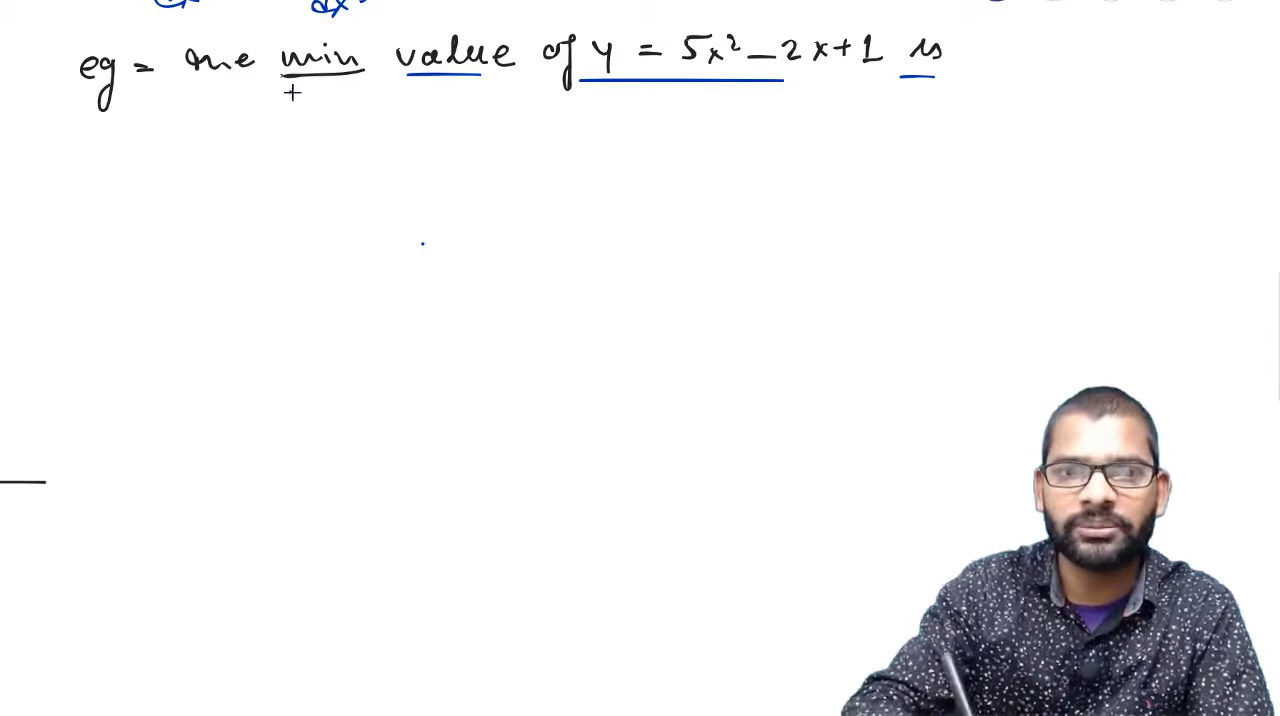 eg = the min value of y = 5x² - 2x + 1 is